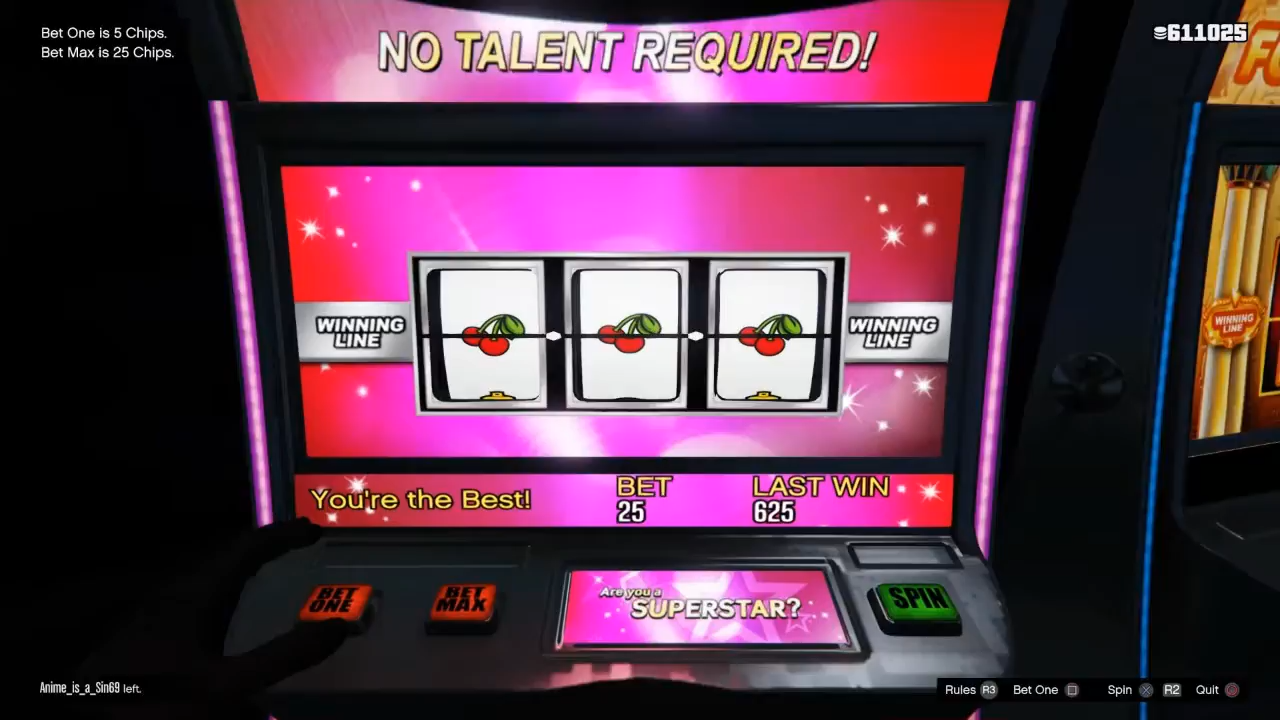 Bet One is 5 Chips.
Bet Max is 25 Chips.
611025
NO TALENT REQUIRED!
WINNING
LINE
WINNING
LINE
WINNING
LINE
You're the Best!
BET
25
LAST WIN
625
BET
ONE
BET
MAX
Are you a
SUPERSTAR?
SPIN
Anime_is_a_Sin69 left.
Rules R3 Bet One Spin R2 Quit